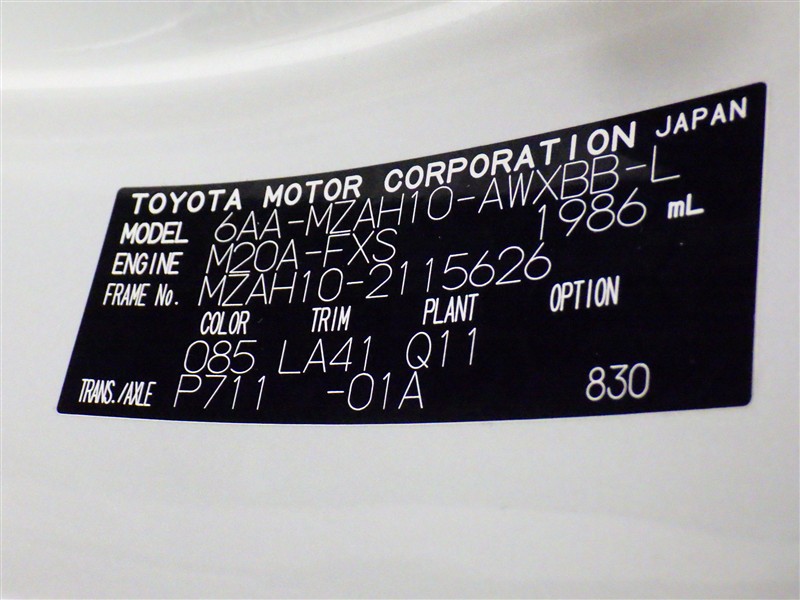 TOYOTA MOTOR CORPORATION JAPAN
MODEL 6AA-MZAH10-AWXBB-L
ENGINE M20A-FXS 1986 mL
FRAME No. MZAH10-2115626
COLOR TRIM PLANT OPTION
085 LA41 Q11
TRANS./AXLE P711 -01A 830